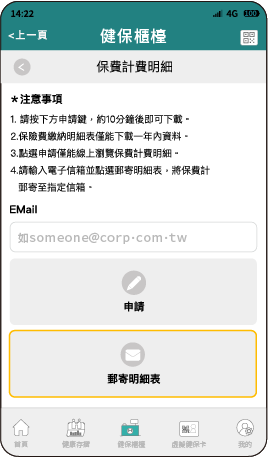 14:22 4G 100
<上一頁 健保櫃檯
保費計費明細
＊注意事項
1. 請按下方申請鍵，約10分鐘後即可下載。
2.保險費繳納明細表僅能下載一年內資料。
3.點選申請僅能線上瀏覽保費計費明細。
4.請輸入電子信箱並點選郵寄明細表，將保費計
郵寄至指定信箱。
EMail
如someone@corp.com.tw
申請
郵寄明細表
首頁 健康存摺 健保櫃檯 虛擬健保卡 我的